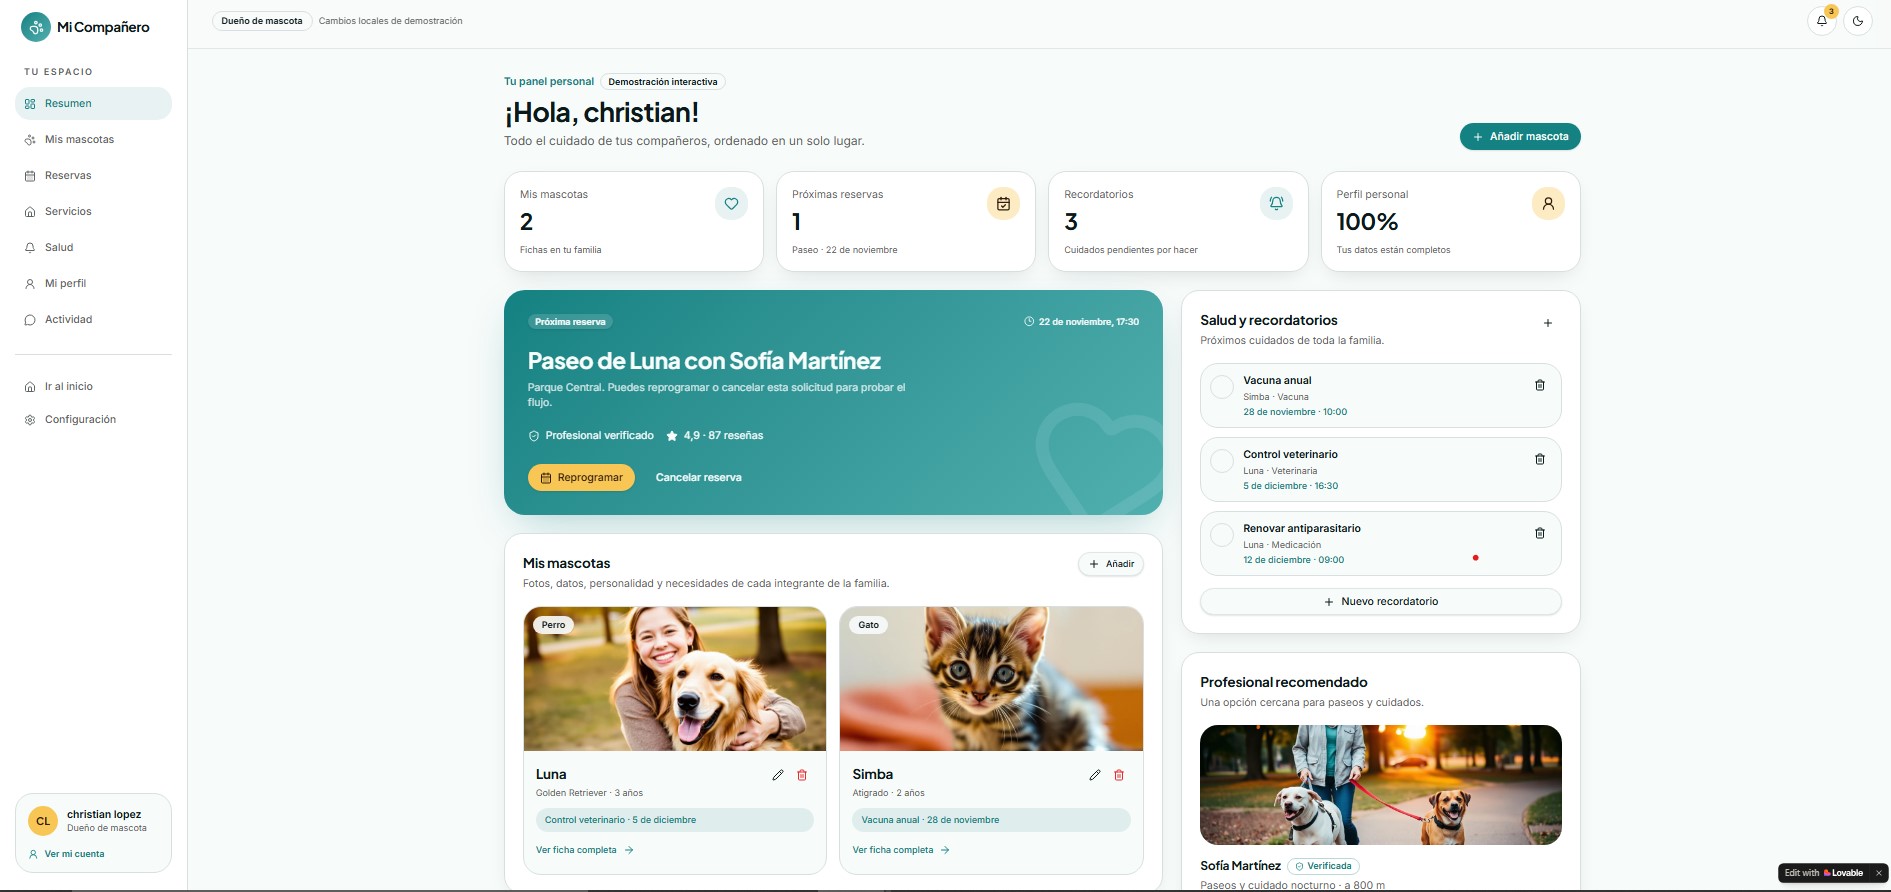 Mi Compañero
TU ESPACIO
Resumen
Mis mascotas
Reservas
Servicios
Salud
Mi perfil
Actividad
Ir al inicio
Configuración
CL
christian lopez
Dueño de mascota
Ver mi cuenta
Dueño de mascota Cambios locales de demostración
3
Tu panel personal Demostración interactiva
¡Hola, christian!
Todo el cuidado de tus compañeros, ordenado en un solo lugar.
Añadir mascota
Mis mascotas
2
Fichas en tu familia
Próximas reservas
1
Paseo · 22 de noviembre
Recordatorios
3
Cuidados pendientes por hacer
Perfil personal
100%
Tus datos están completos
Próxima reserva
22 de noviembre, 17:30
Paseo de Luna con Sofía Martínez
Parque Central. Puedes reprogramar o cancelar esta solicitud para probar el
flujo.
Profesional verificado 4,9 · 87 reseñas
Reprogramar
Cancelar reserva
Mis mascotas
Añadir
Fotos, datos, personalidad y necesidades de cada integrante de la familia.
Perro
Luna
Golden Retriever · 3 años
Control veterinario · 5 de diciembre
Ver ficha completa
Gato
Simba
Atigrado · 2 años
Vacuna anual · 28 de noviembre
Ver ficha completa
Salud y recordatorios
Próximos cuidados de toda la familia.
Vacuna anual
Simba · Vacuna
28 de noviembre · 10:00
Control veterinario
Luna · Veterinaria
5 de diciembre · 16:30
Renovar antiparasitario
Luna · Medicación
12 de diciembre · 09:00
Nuevo recordatorio
Profesional recomendado
Una opción cercana para paseos y cuidados.
Sofía Martínez Verificada
Paseos y cuidado nocturno · a 800 m
Edit with Lovable